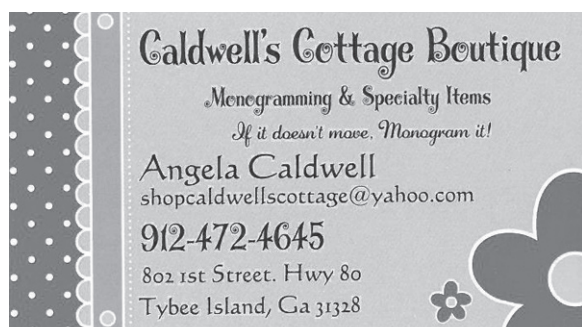 Caldwell's Cottage Boutique
Monogramming & Specialty Items
If it doesn't move, Monogram it!
Angela Caldwell
shopcaldwellscottage@yahoo.com
912-472-4645
802 1st Street. Hwy 80
Tybee Island, Ga 31328